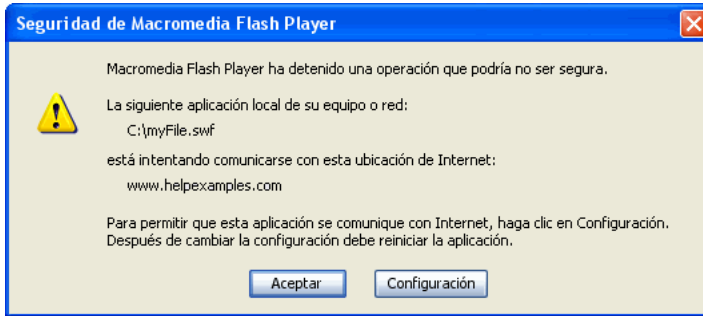 Seguridad de Macromedia Flash Player
Macromedia Flash Player ha detenido una operación que podría no ser segura.
La siguiente aplicación local de su equipo o red:
C:\myFile.swf
está intentando comunicarse con esta ubicación de Internet:
www.helpexamples.com
Para permitir que esta aplicación se comunique con Internet, haga clic en Configuración.
Después de cambiar la configuración debe reiniciar la aplicación.
Aceptar
Configuración